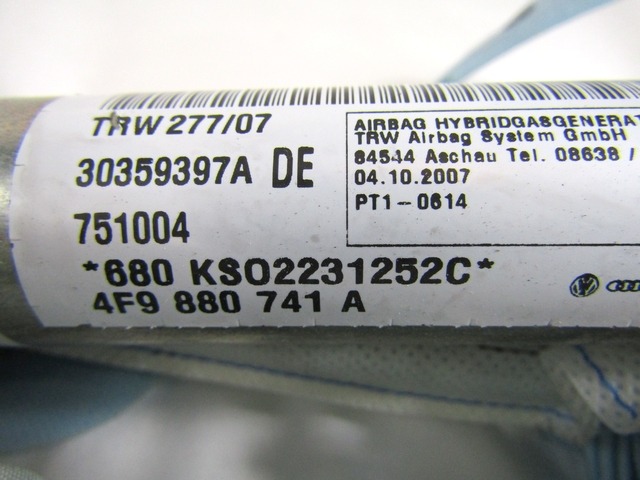 TRW 277/07
30359397A DE
751004
*680 KS02231252C*
4F9 880 741 A
AIRBAG HYBRIDGASGENERAT
TRW Airbag System GmbH
84544 Aschau Tel. 08638 /
04.10.2007
PT1-0614